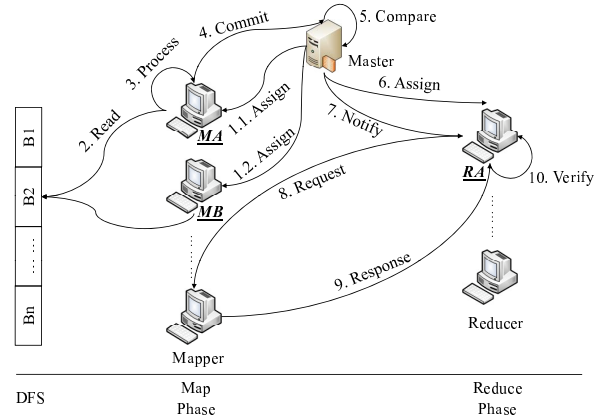 4. Commit
5. Compare
3. Process
Master
6. Assign
1.1. Assign
7. Notify
2. Read
MA
B1
1.2. Assign
8. Request
RA
10. Verify
B2
MB
9. Response
Bn
Mapper
Reducer
DFS
Map
Phase
Reduce
Phase